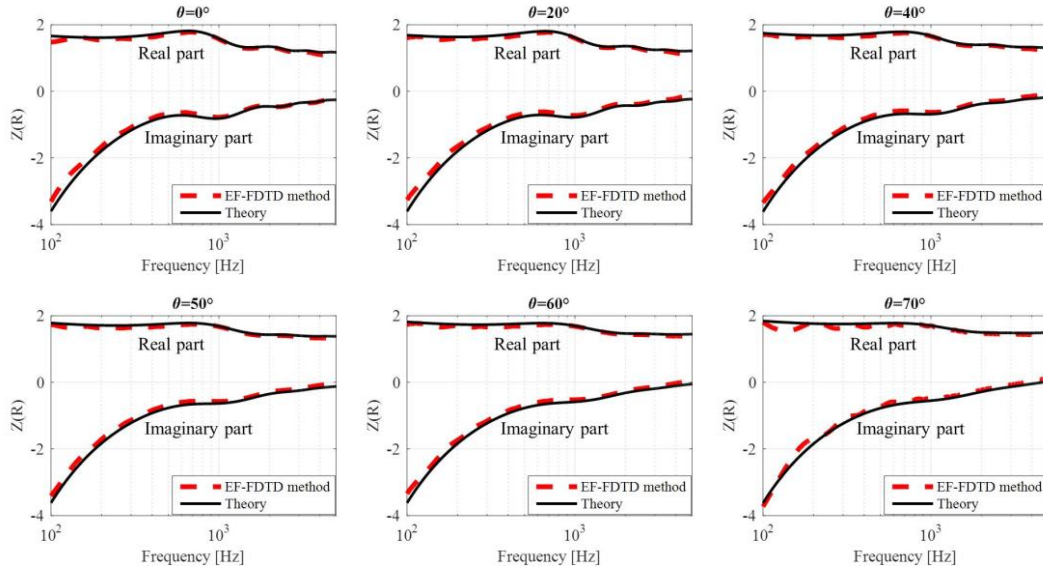 θ=0°
2
0
-2
-4
Z(R)
Real part
Imaginary part
EF-FDTD method
Theory
10²
10³
Frequency [Hz]
θ=20°
2
0
-2
-4
Z(R)
Real part
Imaginary part
EF-FDTD method
Theory
10²
10³
Frequency [Hz]
θ=40°
2
0
-2
-4
Z(R)
Real part
Imaginary part
EF-FDTD method
Theory
10²
10³
Frequency [Hz]
θ=50°
2
0
-2
-4
Z(R)
Real part
Imaginary part
EF-FDTD method
Theory
10²
10³
Frequency [Hz]
θ=60°
2
0
-2
-4
Z(R)
Real part
Imaginary part
EF-FDTD method
Theory
10²
10³
Frequency [Hz]
θ=70°
2
0
-2
-4
Z(R)
Real part
Imaginary part
EF-FDTD method
Theory
10²
10³
Frequency [Hz]